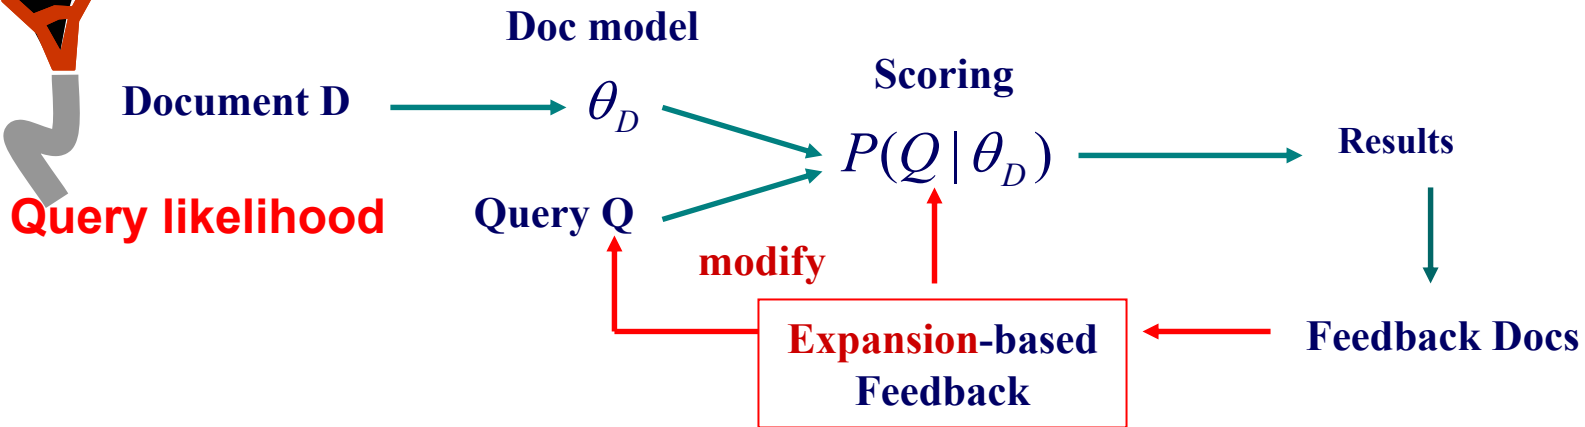 Doc model
Scoring
Document D
θ_D
P(Q | θ_D)
Results
Query likelihood
Query Q
modify
Expansion-based
Feedback
Feedback Docs